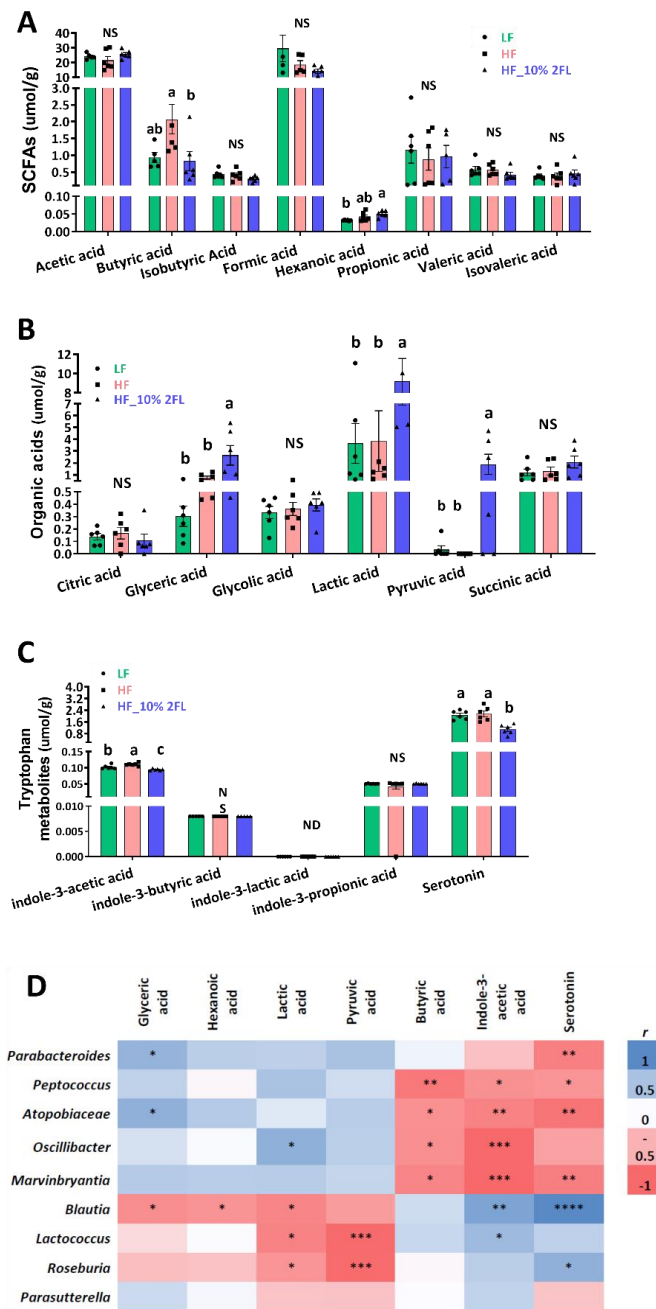 A
LF
HF
HF_10% 2FL
SCFAs (umol/g)
40
30
20
10
3.0
2.5
2.0
1.5
1.0
0.5
0.10
0.05
0.00
NS
ab
a
b
NS
NS
b
ab
a
NS
NS
NS
Acetic acid
Butyric acid
Isobutyric Acid
Formic acid
Hexanoic acid
Propionic acid
Valeric acid
Isovaleric acid
B
LF
HF
HF_10% 2FL
Organic acids (umol/g)
12
10
8
6
5
4
3
2
1
0.5
0.4
0.3
0.2
0.1
0.0
NS
b
b
a
NS
b
b
a
b
b
a
NS
Citric acid
Glyceric acid
Glycolic acid
Lactic acid
Pyruvic acid
Succinic acid
C
LF
HF
HF_10% 2FL
Tryptophan
metabolites (umol/g)
4.0
3.2
2.4
1.6
0.8
0.15
0.10
0.05
0.010
0.005
0.000
b
a
c
N
S
ND
NS
a
a
b
indole-3-acetic acid
indole-3-butyric acid
indole-3-lactic acid
indole-3-propionic acid
Serotonin
D
Glyceric
acid
Hexanoic
acid
Lactic
acid
Pyruvic
acid
Butyric
acid
Indole-3-
acetic
acid
Serotonin
r
1
0.5
0
-
0.5
-1
Parabacteroides * **
Peptococcus ** * *
Atopobiaceae * * ** **
Oscillibacter * * ***
Marvinbryantia * *** **
Blautia * * * ** ****
Lactococcus * *** *
Roseburia * *** *
Parasutterella